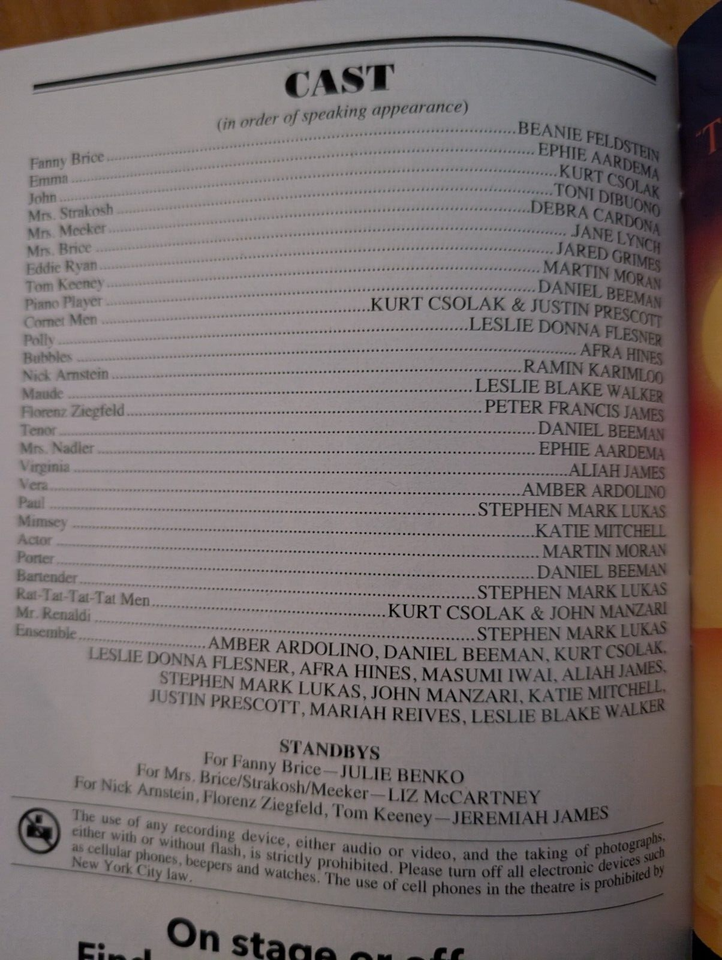 CAST
(in order of speaking appearance)
Fanny Brice ........ BEANIE FELDSTEIN
Emma ........ EPHIE AARDEMA
John ........ KURT CSOLAK
Mrs. Strakosh ........ TONI DIBUONO
Mrs. Meeker ........ DEBRA CARDONA
Mrs. Brice ........ JANE LYNCH
Eddie Ryan ........ JARED GRIMES
Tom Keeney ........ MARTIN MORAN
Piano Player ........ DANIEL BEEMAN
Cornet Men ........ KURT CSOLAK & JUSTIN PRESCOTT
Polly ........ LESLIE DONNA FLESNER
Bubbles ........ AFRA HINES
Nick Arnstein ........ RAMIN KARIMLOO
Maude ........ LESLIE BLAKE WALKER
Florenz Ziegfeld ........ PETER FRANCIS JAMES
Tenor ........ DANIEL BEEMAN
Mrs. Nadler ........ EPHIE AARDEMA
Virginia ........ ALIAH JAMES
Vera ........ AMBER ARDOLINO
Paul ........ STEPHEN MARK LUKAS
Mimsey ........ KATIE MITCHELL
Actor ........ MARTIN MORAN
Porter ........ DANIEL BEEMAN
Bartender ........ STEPHEN MARK LUKAS
Rat-Tat-Tat-Tat Men ........ KURT CSOLAK & JOHN MANZARI
Mr. Renaldi ........ STEPHEN MARK LUKAS
Ensemble ........ AMBER ARDOLINO, DANIEL BEEMAN, KURT CSOLAK,
LESLIE DONNA FLESNER, AFRA HINES, MASUMI IWAI, ALIAH JAMES,
STEPHEN MARK LUKAS, JOHN MANZARI, KATIE MITCHELL,
JUSTIN PRESCOTT, MARIAH REIVES, LESLIE BLAKE WALKER
STANDBYS
For Fanny Brice—JULIE BENKO
For Mrs. Brice/Strakosh/Meeker—LIZ McCARTNEY
For Nick Arnstein, Florenz Ziegfeld, Tom Keeney—JEREMIAH JAMES
The use of any recording device, either audio or video, and the taking of photographs,
either with or without flash, is strictly prohibited. Please turn off all electronic devices such
as cellular phones, beepers and watches. The use of cell phones in the theatre is prohibited by
New York City law.
On stage or off
Find